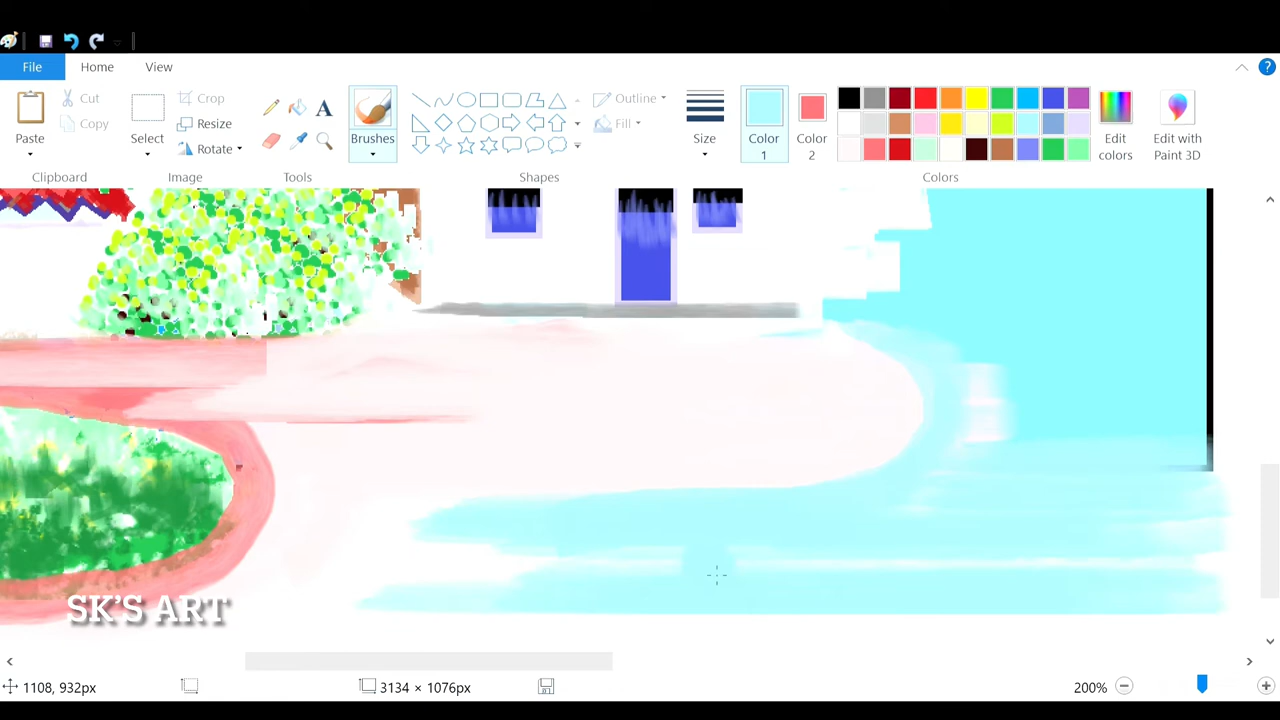 File
Home
View
Paste
Cut
Copy
Select
Crop
Resize
Rotate
A
Brushes
Outline
Fill
Size
Color
1
Color
2
Edit
colors
Edit with
Paint 3D
?
Clipboard
Image
Tools
Shapes
Colors
SK'S ART
1108, 932px
3134 × 1076px
200%